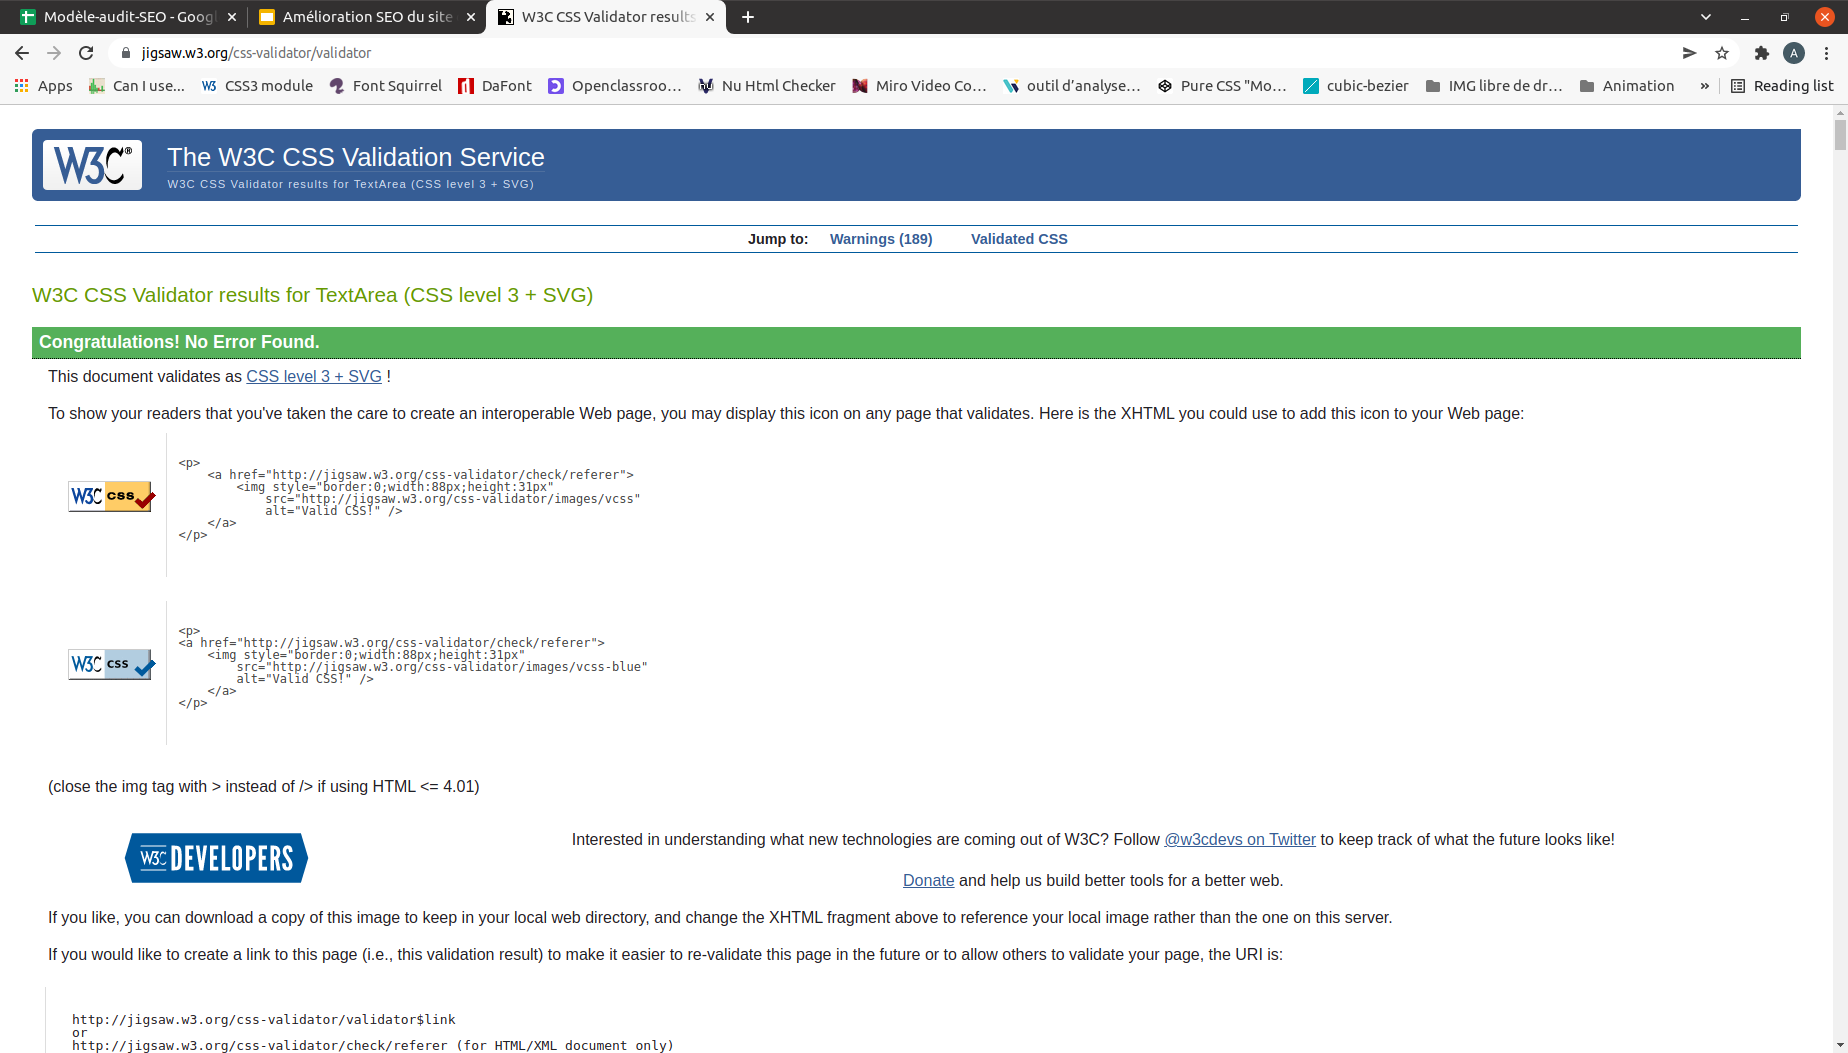 Modèle-audit-SEO - Googl
Amélioration SEO du site
W3C CSS Validator results
jigsaw.w3.org/css-validator/validator
A
Apps
Can I use...
CSS3 module
Font Squirrel
DaFont
Openclassroo...
Nu Html Checker
Miro Video Co...
outil d'analyse...
Pure CSS "Mo...
cubic-bezier
IMG libre de dr...
Animation
»
Reading list
W3C®
The W3C CSS Validation Service
W3C CSS Validator results for TextArea (CSS level 3 + SVG)
Jump to: Warnings (189) Validated CSS
W3C CSS Validator results for TextArea (CSS level 3 + SVG)
Congratulations! No Error Found.
This document validates as CSS level 3 + SVG !
To show your readers that you've taken the care to create an interoperable Web page, you may display this icon on any page that validates. Here is the XHTML you could use to add this icon to your Web page:
W3C css
<p>
<a href="http://jigsaw.w3.org/css-validator/check/referer">
<img style="border:0;width:88px;height:31px"
src="http://jigsaw.w3.org/css-validator/images/vcss"
alt="Valid CSS!" />
</a>
</p>
W3C css
<p>
<a href="http://jigsaw.w3.org/css-validator/check/referer">
<img style="border:0;width:88px;height:31px"
src="http://jigsaw.w3.org/css-validator/images/vcss-blue"
alt="Valid CSS!" />
</a>
</p>
(close the img tag with > instead of /> if using HTML <= 4.01)
W3C DEVELOPERS
Interested in understanding what new technologies are coming out of W3C? Follow @w3cdevs on Twitter to keep track of what the future looks like!
Donate and help us build better tools for a better web.
If you like, you can download a copy of this image to keep in your local web directory, and change the XHTML fragment above to reference your local image rather than the one on this server.
If you would like to create a link to this page (i.e., this validation result) to make it easier to re-validate this page in the future or to allow others to validate your page, the URI is:
http://jigsaw.w3.org/css-validator/validator$link
or
http://jigsaw.w3.org/css-validator/check/referer (for HTML/XML document only)